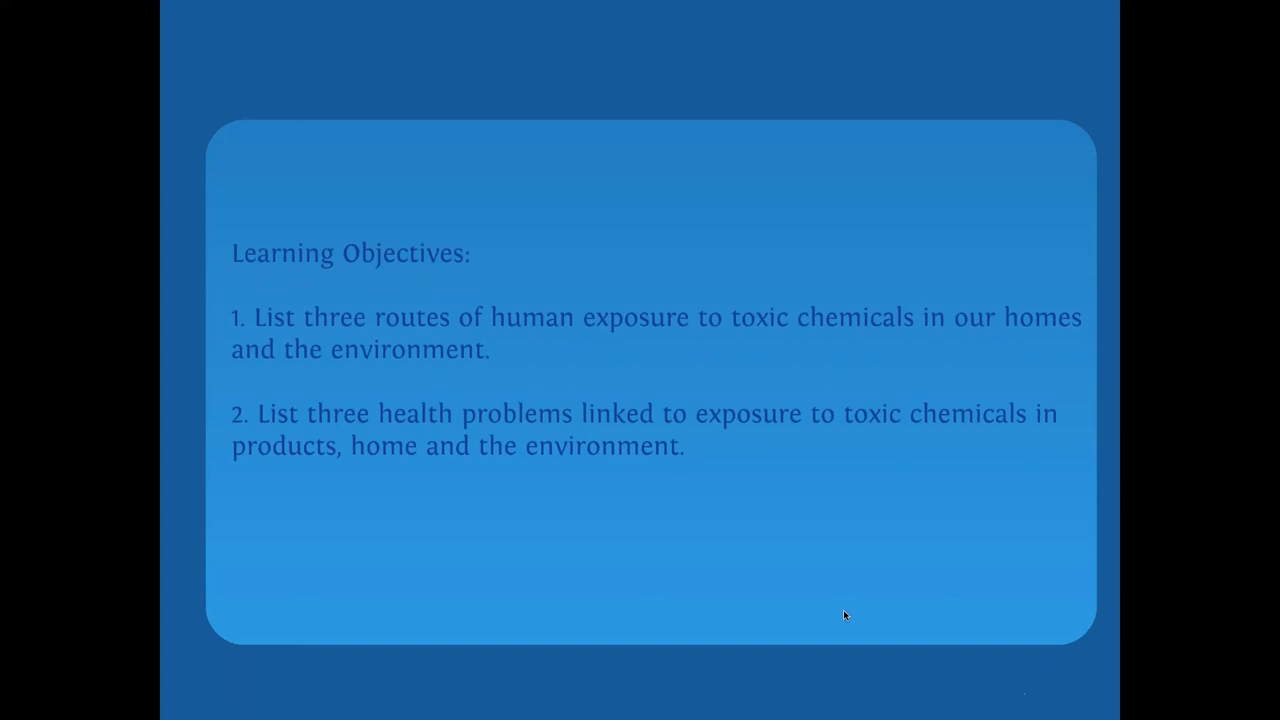 Learning Objectives:
1. List three routes of human exposure to toxic chemicals in our homes
and the environment.
2. List three health problems linked to exposure to toxic chemicals in
products, home and the environment.